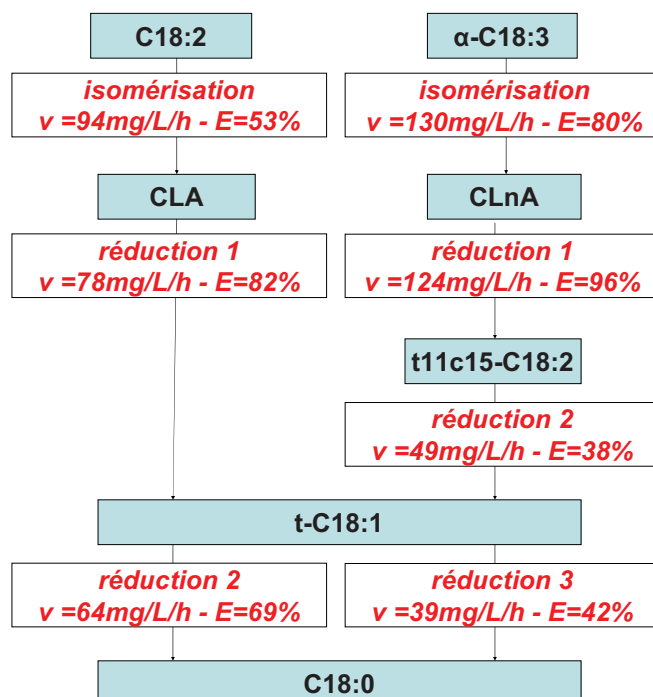 C18:2
α-C18:3
isomérisation
v =94mg/L/h - E=53%
isomérisation
v =130mg/L/h - E=80%
CLA
CLnA
réduction 1
v =78mg/L/h - E=82%
réduction 1
v =124mg/L/h - E=96%
t11c15-C18:2
réduction 2
v =49mg/L/h - E=38%
t-C18:1
réduction 2
v =64mg/L/h - E=69%
réduction 3
v =39mg/L/h - E=42%
C18:0